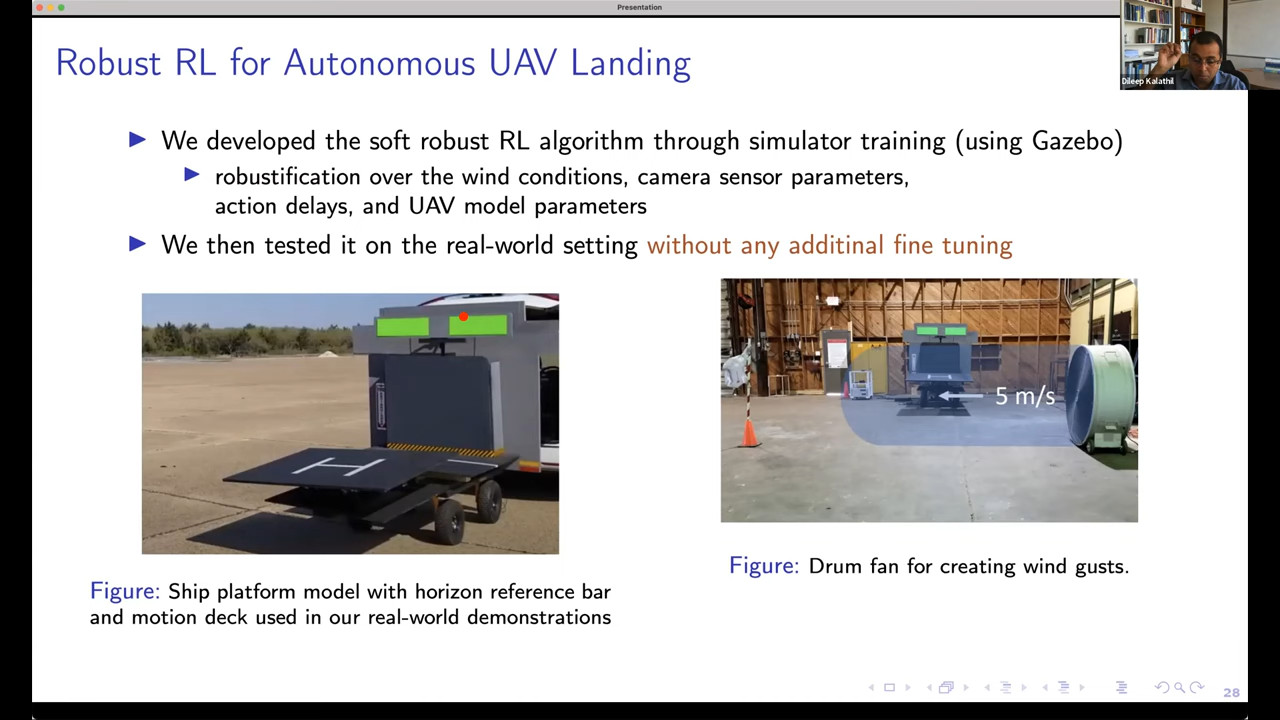 Presentation
Robust RL for Autonomous UAV Landing
Dileep Kalathil
We developed the soft robust RL algorithm through simulator training (using Gazebo)
robustification over the wind conditions, camera sensor parameters,
action delays, and UAV model parameters
We then tested it on the real-world setting without any additinal fine tuning
H
5 m/s
Figure: Ship platform model with horizon reference bar
and motion deck used in our real-world demonstrations
Figure: Drum fan for creating wind gusts.
28